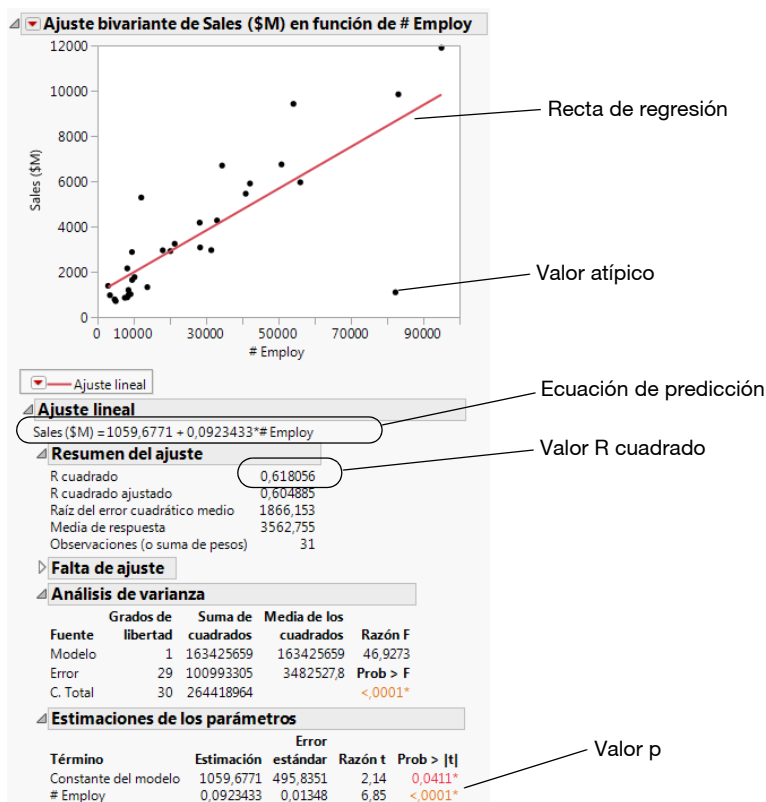 Ajuste bivariante de Sales ($M) en función de # Employ
12000
10000
8000
6000
4000
2000
0
Sales ($M)
0 10000 30000 50000 70000 90000
# Employ
Recta de regresión
Valor atípico
Ajuste lineal
Ecuación de predicción
Ajuste lineal
Sales ($M) = 1059,6771 + 0,0923433*# Employ
Valor R cuadrado
Resumen del ajuste
R cuadrado 0,618056
R cuadrado ajustado 0,604885
Raíz del error cuadrático medio 1866,153
Media de respuesta 3562,755
Observaciones (o suma de pesos) 31
Falta de ajuste
Análisis de varianza
Grados de Suma de Media de los
Fuente libertad cuadrados cuadrados Razón F
Modelo 1 163425659 163425659 46,9273
Error 29 100993305 3482527,8 Prob > F
C. Total 30 264418964 <,0001*
Estimaciones de los parámetros
Error
Término Estimación estándar Razón t Prob > |t|
Constante del modelo 1059,6771 495,8351 2,14 0,0411*
# Employ 0,0923433 0,01348 6,85 <,0001*
Valor p